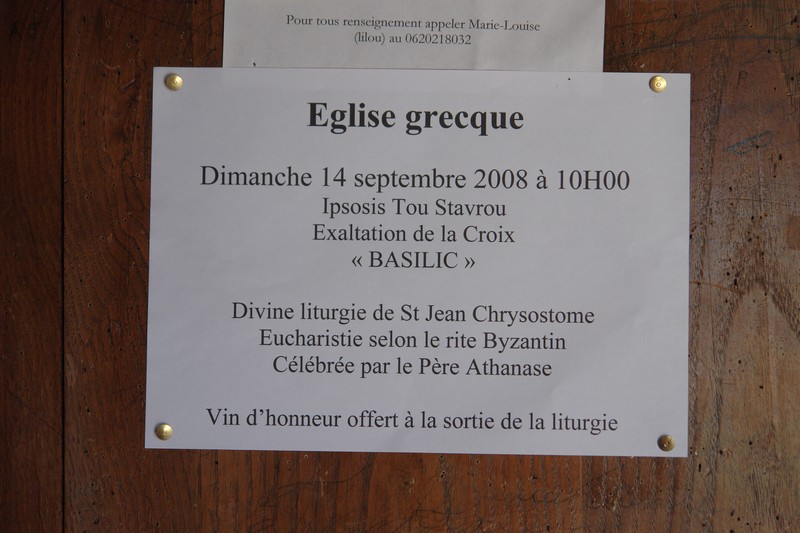 Pour tous renseignement appeler Marie-Louise
(lilou) au 0620218032
Eglise grecque
Dimanche 14 septembre 2008 à 10H00
Ipsosis Tou Stavrou
Exaltation de la Croix
« BASILIC »
Divine liturgie de St Jean Chrysostome
Eucharistie selon le rite Byzantin
Célébrée par le Père Athanase
Vin d’honneur offert à la sortie de la liturgie